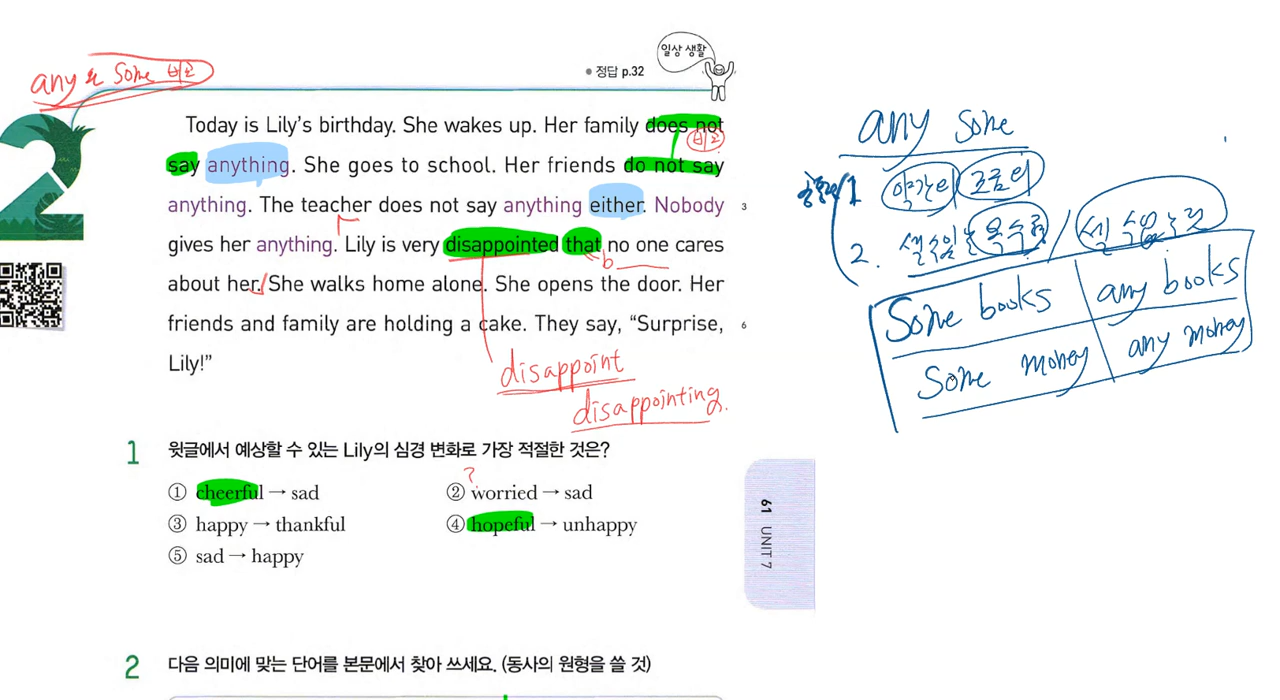 일상 생활
any 와 some 비교
● 정답 p.32
2
Today is Lily's birthday. She wakes up. Her family does not
비교
say anything. She goes to school. Her friends do not say
anything. The teacher does not say anything either. Nobody
3
gives her anything. Lily is very disappointed that no one cares
b
about her. She walks home alone. She opens the door. Her
friends and family are holding a cake. They say, “Surprise,
6
Lily!”
disappoint
disappointing.
1 윗글에서 예상할 수 있는 Lily의 심경 변화로 가장 적절한 것은?
?
① cheerful → sad ② worried → sad
③ happy → thankful ④ hopeful → unhappy
⑤ sad → happy
2 다음 의미에 맞는 단어를 본문에서 찾아 쓰세요. (동사의 원형을 쓸 것)
61 UNIT 7
any some
1. 약간의 조금의
2. 셀 수 있는 복수형 / 셀 수 없는 것
some books any books
some money any money